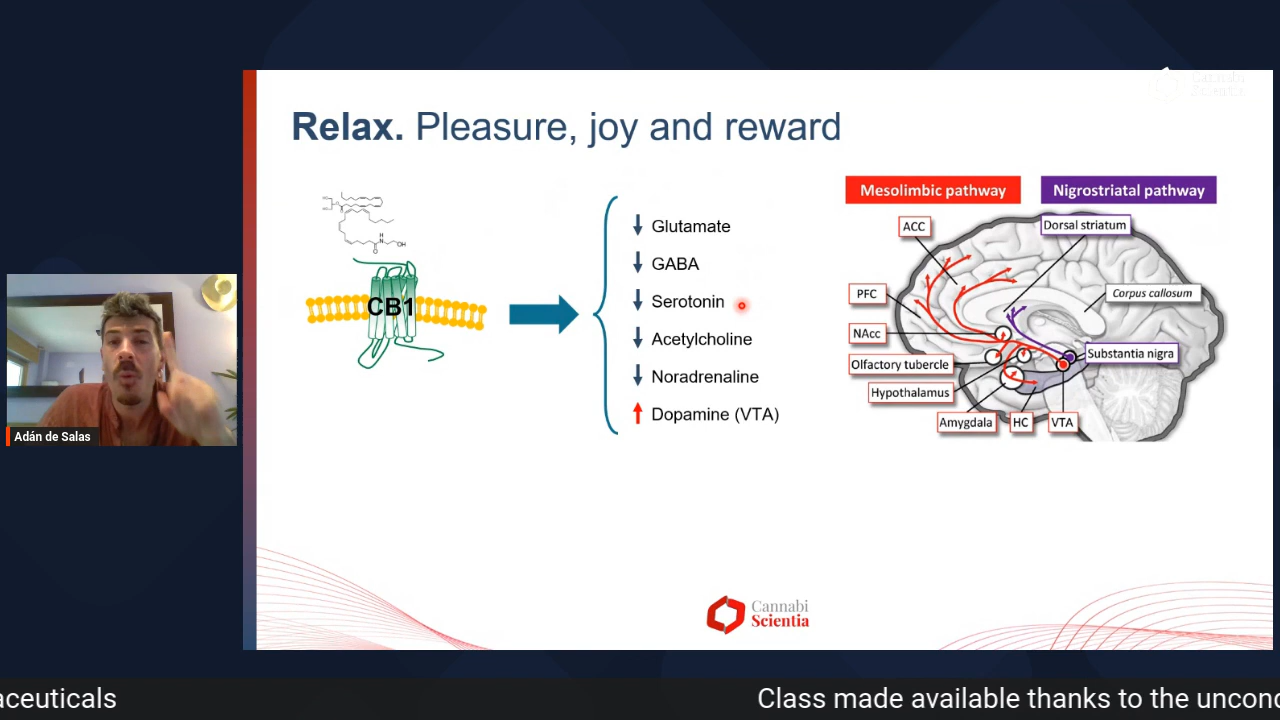 Cannabi
Scientia
Relax. Pleasure, joy and reward
CB1
Glutamate
GABA
Serotonin
Acetylcholine
Noradrenaline
Dopamine (VTA)
Mesolimbic pathway
Nigrostriatal pathway
ACC
Dorsal striatum
PFC
Corpus callosum
NAcc
Substantia nigra
Olfactory tubercle
Hypothalamus
Amygdala
HC
VTA
Adán de Salas
Cannabi
Scientia
aceuticals
Class made available thanks to the uncond